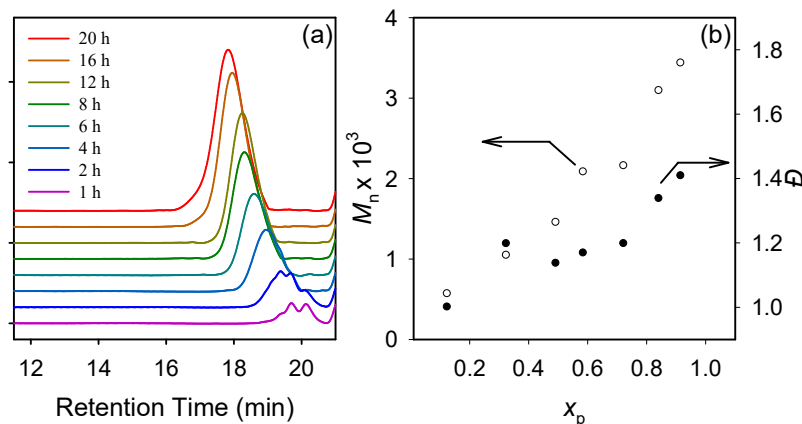 (a)
20 h
16 h
12 h
8 h
6 h
4 h
2 h
1 h
12 14 16 18 20
Retention Time (min)
(b)
4
3
2
1
0
Mn x 10³
1.8
1.6
1.4
1.2
1.0
Đ
0.2 0.4 0.6 0.8 1.0
xp